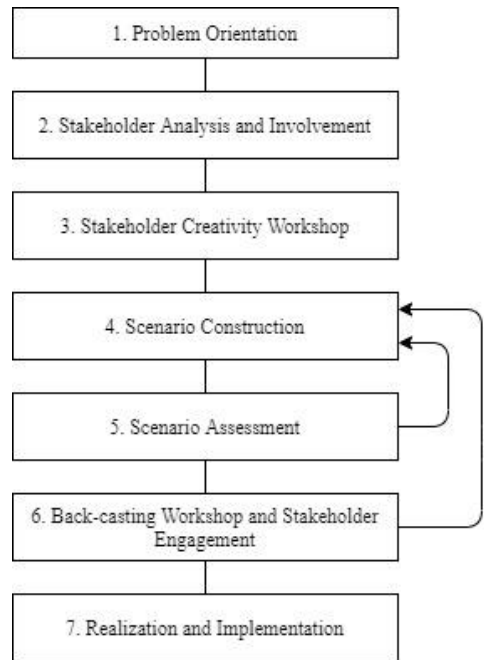 1. Problem Orientation
2. Stakeholder Analysis and Involvement
3. Stakeholder Creativity Workshop
4. Scenario Construction
5. Scenario Assessment
6. Back-casting Workshop and Stakeholder
Engagement
7. Realization and Implementation